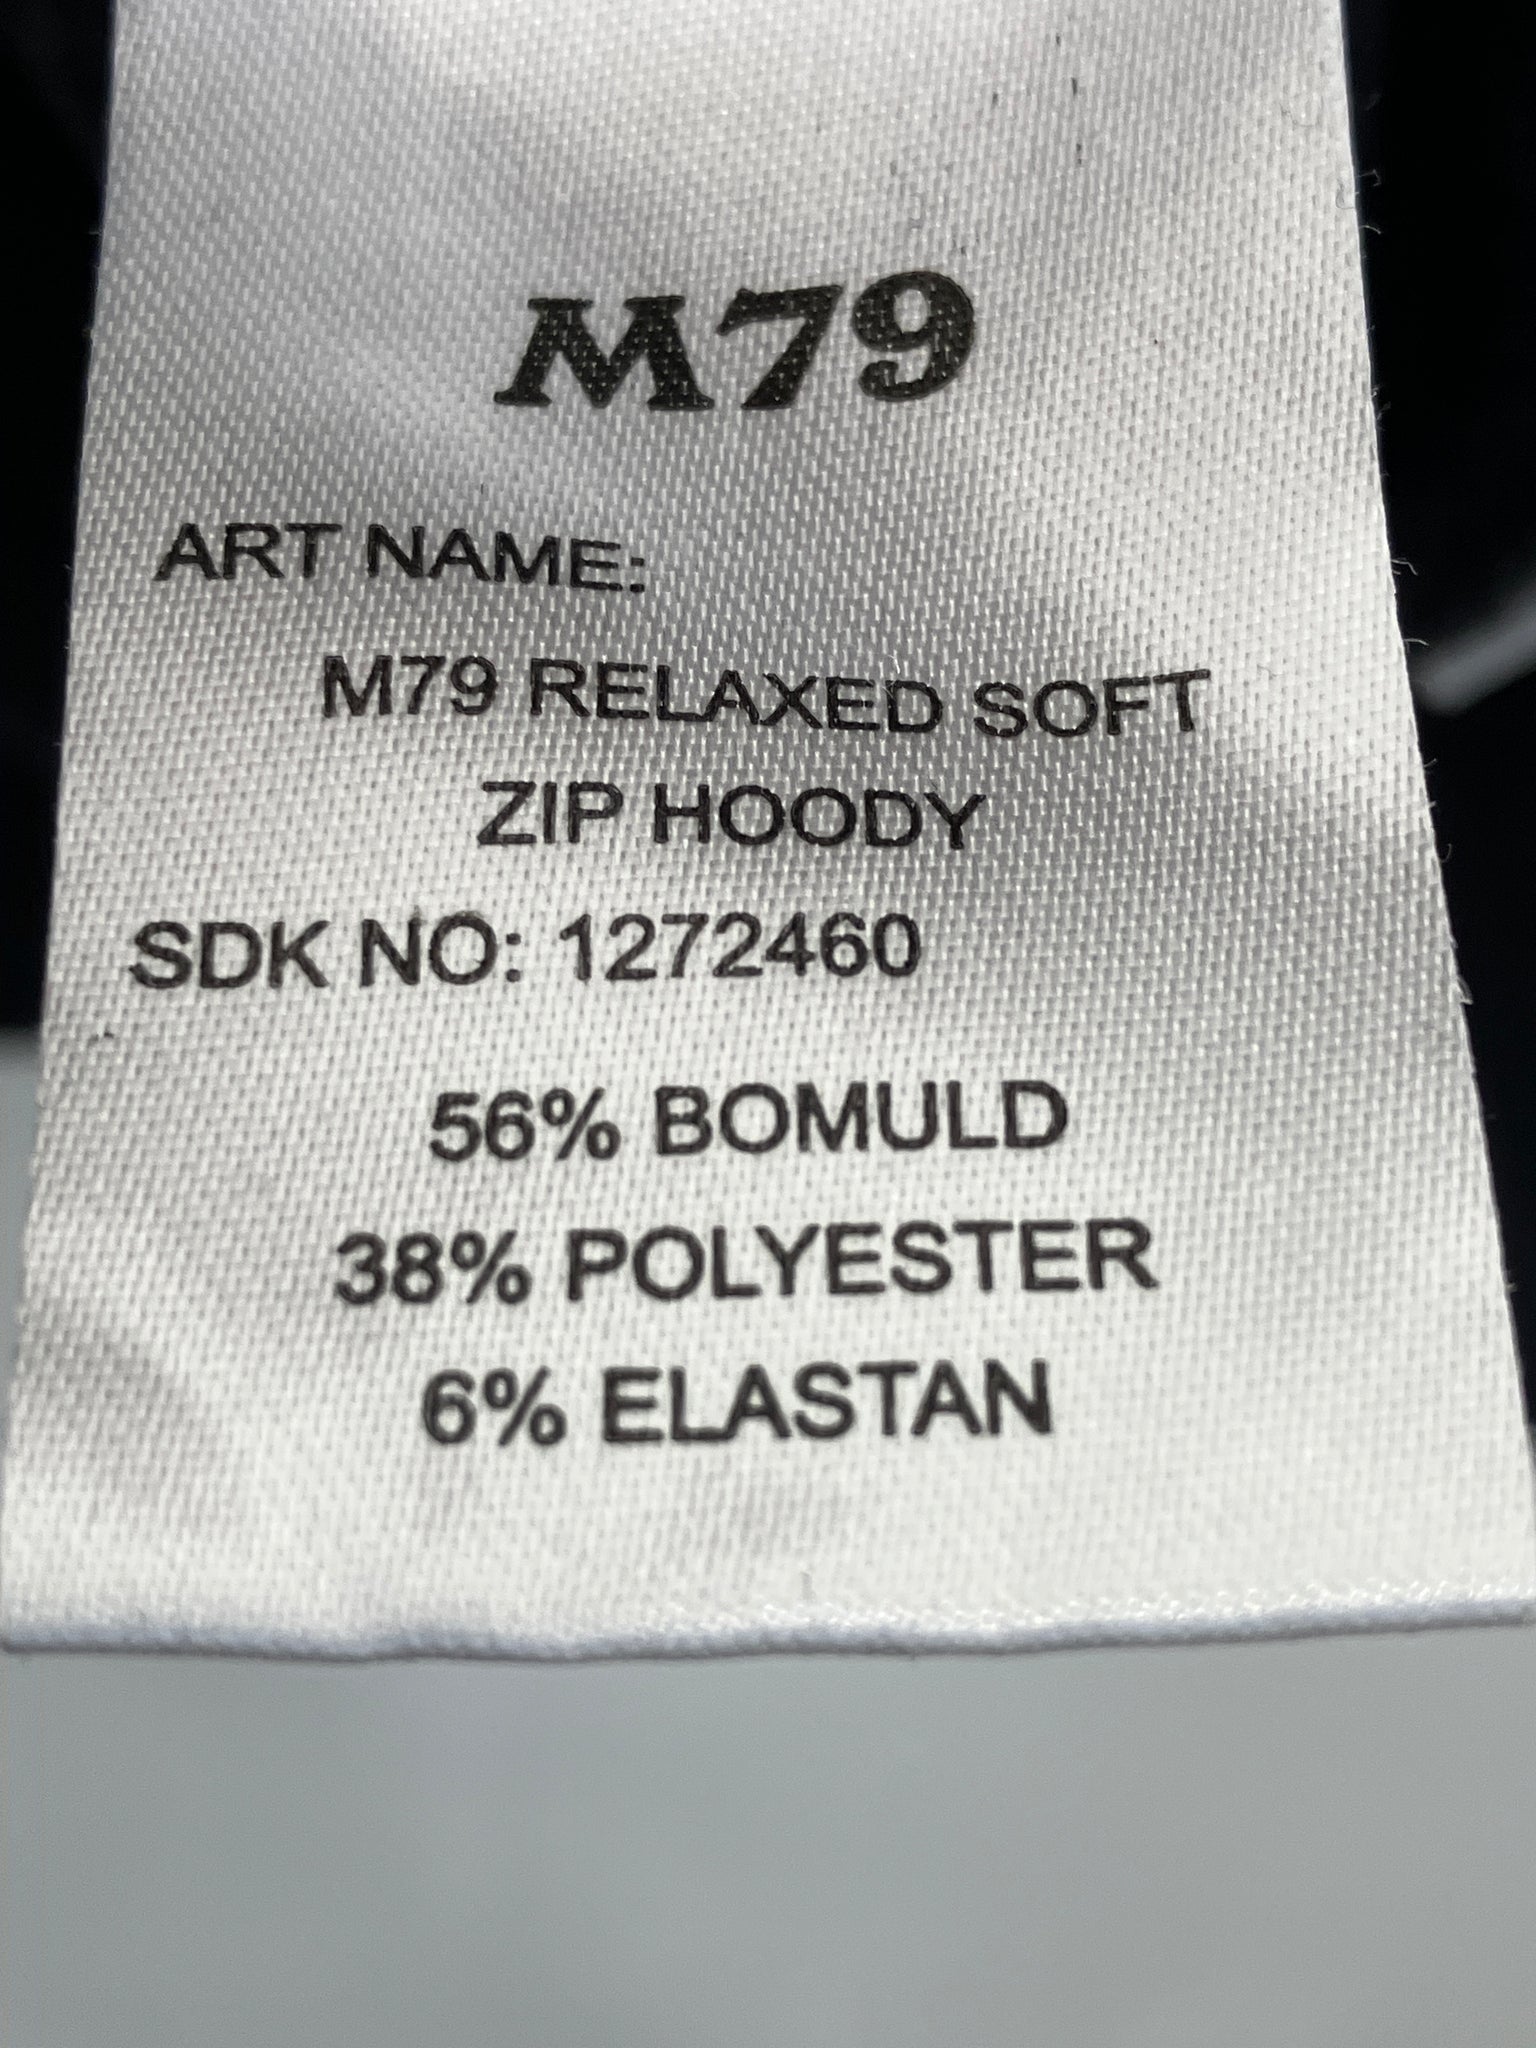 M79
ART NAME:
M79 RELAXED SOFT
ZIP HOODY
SDK NO: 1272460
56% BOMULD
38% POLYESTER
6% ELASTAN